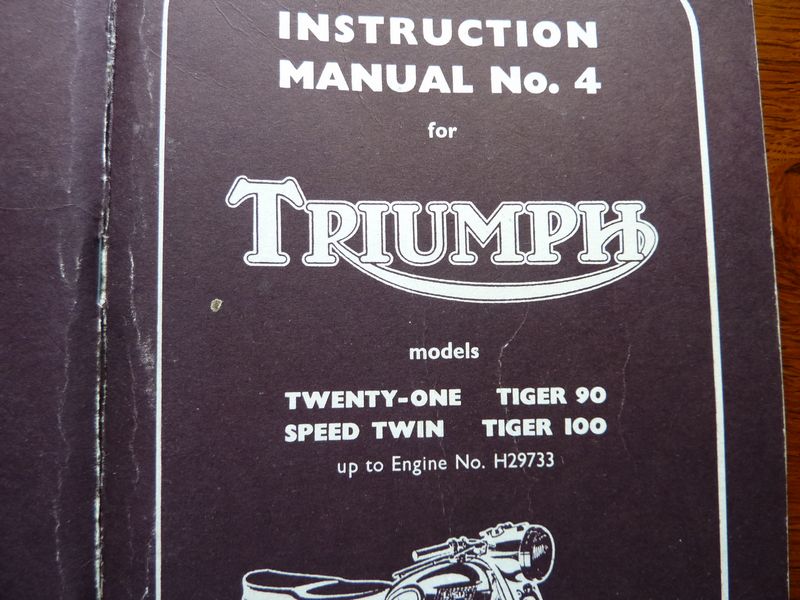 INSTRUCTION
MANUAL No. 4
for
TRIUMPH
models
TWENTY-ONE TIGER 90
SPEED TWIN TIGER 100
up to Engine No. H29733